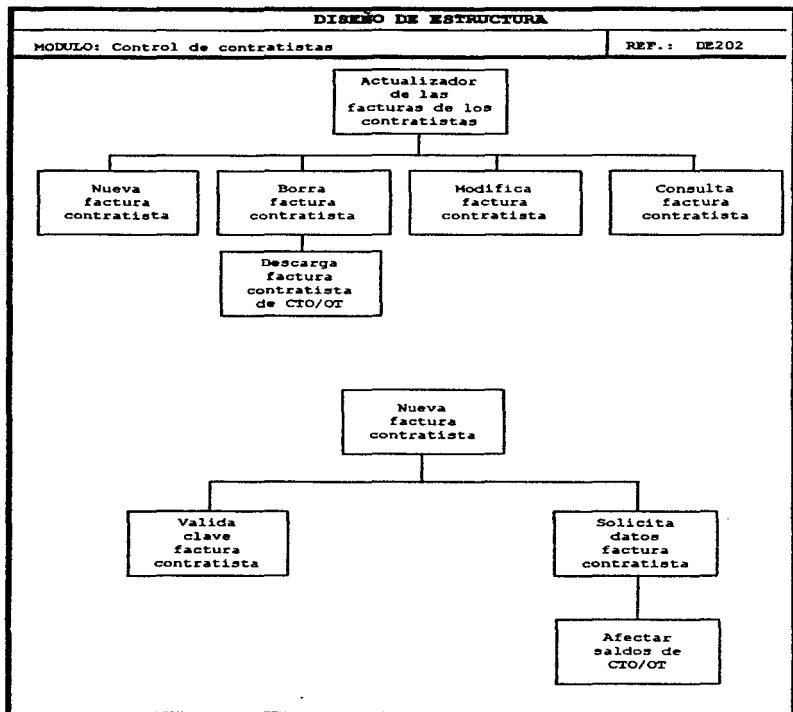 DISEÑO DE ESTRUCTURA
MODULO: Control de contratistas
REF.: DE202
Actualizador
de las
facturas de los
contratistas
Nueva
factura
contratista
Borra
factura
contratista
Modifica
factura
contratista
Consulta
factura
contratista
Descarga
factura
contratista
de CTO/OT
Nueva
factura
contratista
Valida
clave
factura
contratista
Solicita
datos
factura
contratista
Afectar
saldos de
CTO/OT